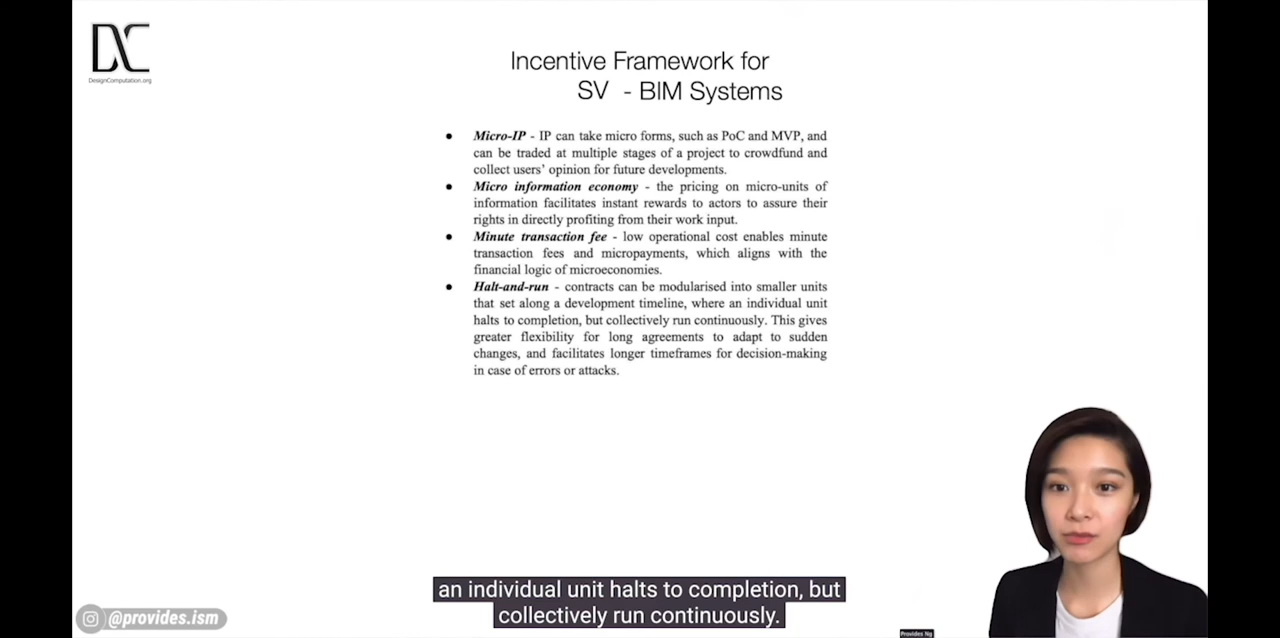 DC
DesignComputation.org
Incentive Framework for
SV - BIM Systems
• Micro-IP - IP can take micro forms, such as PoC and MVP, and
can be traded at multiple stages of a project to crowdfund and
collect users' opinion for future developments.
• Micro information economy - the pricing on micro-units of
information facilitates instant rewards to actors to assure their
rights in directly profiting from their work input.
• Minute transaction fee - low operational cost enables minute
transaction fees and micropayments, which aligns with the
financial logic of microeconomies.
• Halt-and-run - contracts can be modularised into smaller units
that set along a development timeline, where an individual unit
halts to completion, but collectively run continuously. This gives
greater flexibility for long agreements to adapt to sudden
changes, and facilitates longer timeframes for decision-making
in case of errors or attacks.
an individual unit halts to completion, but
collectively run continuously.
@provides.ism
Provides Ng